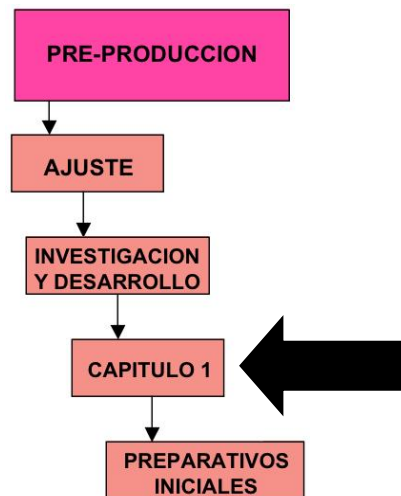 PRE-PRODUCCION
AJUSTE
INVESTIGACION
Y DESARROLLO
CAPITULO 1
PREPARATIVOS
INICIALES